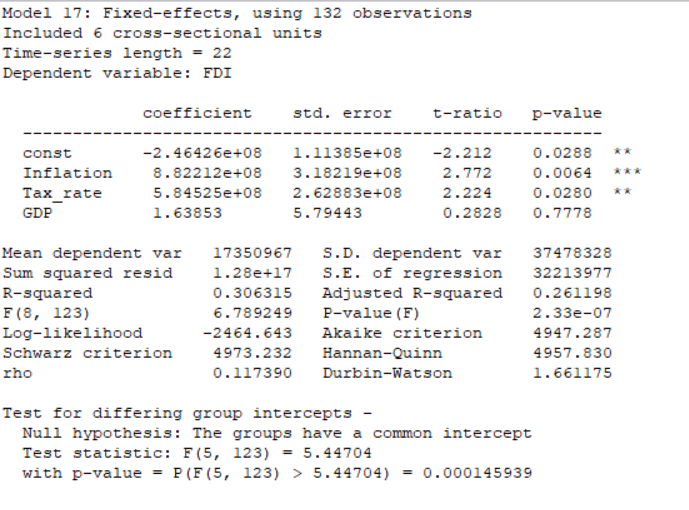 Model 17: Fixed-effects, using 132 observations
Included 6 cross-sectional units
Time-series length = 22
Dependent variable: FDI
coefficient std. error t-ratio p-value
------------------------------------------------------------
const -2.46426e+08 1.11385e+08 -2.212 0.0288 **
Inflation 8.82212e+08 3.18219e+08 2.772 0.0064 ***
Tax_rate 5.84525e+08 2.62883e+08 2.224 0.0280 **
GDP 1.63853 5.79443 0.2828 0.7778
Mean dependent var 17350967 S.D. dependent var 37478328
Sum squared resid 1.28e+17 S.E. of regression 32213977
R-squared 0.306315 Adjusted R-squared 0.261198
F(8, 123) 6.789249 P-value(F) 2.33e-07
Log-likelihood -2464.643 Akaike criterion 4947.287
Schwarz criterion 4973.232 Hannan-Quinn 4957.830
rho 0.117390 Durbin-Watson 1.661175
Test for differing group intercepts -
Null hypothesis: The groups have a common intercept
Test statistic: F(5, 123) = 5.44704
with p-value = P(F(5, 123) > 5.44704) = 0.000145939